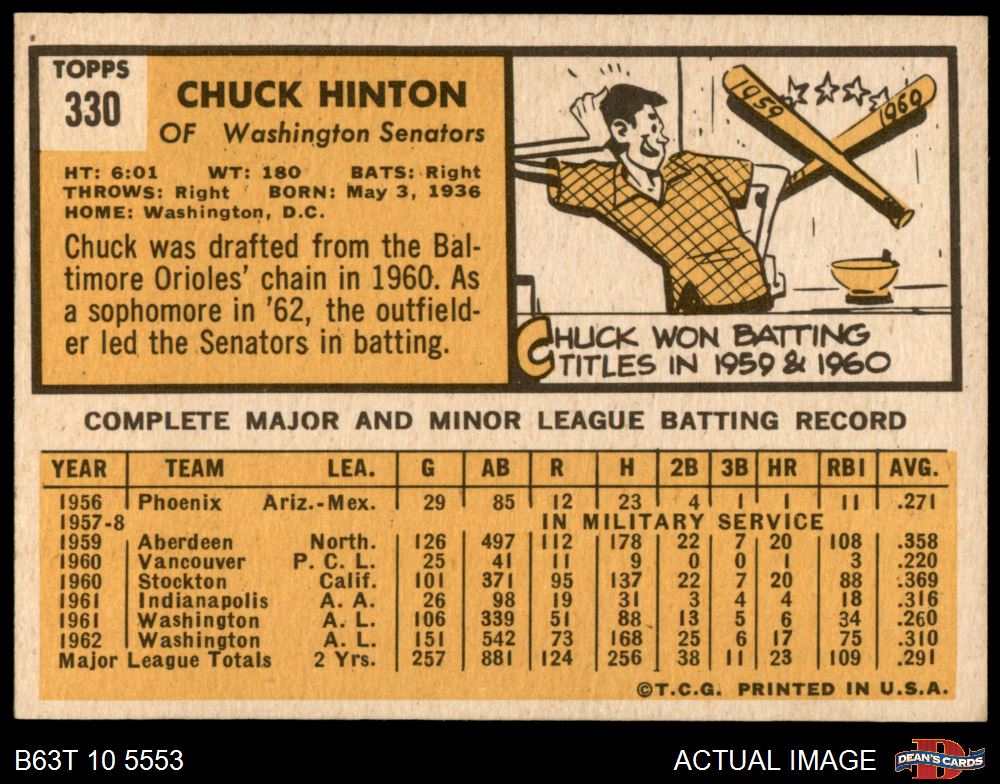 TOPPS
330
CHUCK HINTON
OF Washington Senators
HT: 6:01 WT: 180 BATS: Right
THROWS: Right BORN: May 3, 1936
HOME: Washington, D.C.
Chuck was drafted from the Bal-
timore Orioles' chain in 1960. As
a sophomore in '62, the outfield-
er led the Senators in batting.
1959 1960
CHUCK WON BATTING
TITLES IN 1959 & 1960
COMPLETE MAJOR AND MINOR LEAGUE BATTING RECORD
YEAR TEAM LEA. G AB R H 2B 3B HR RBI AVG.
1956 Phoenix Ariz.-Mex. 29 85 12 23 4 1 1 11 .271
1957-8 IN MILITARY SERVICE
1959 Aberdeen North. 126 497 112 178 22 7 20 108 .358
1960 Vancouver P. C. L. 25 41 11 9 0 0 1 3 .220
1960 Stockton Calif. 101 371 95 137 22 7 20 88 .369
1961 Indianapolis A. A. 26 98 19 31 3 4 4 18 .316
1961 Washington A. L. 106 339 51 88 13 5 6 34 .260
1962 Washington A. L. 151 542 73 168 25 6 17 75 .310
Major League Totals 2 Yrs. 257 881 124 256 38 11 23 109 .291
©T.C.G. PRINTED IN U.S.A.
B63T 10 5553 ACTUAL IMAGE
D
DEAN'S CARDS